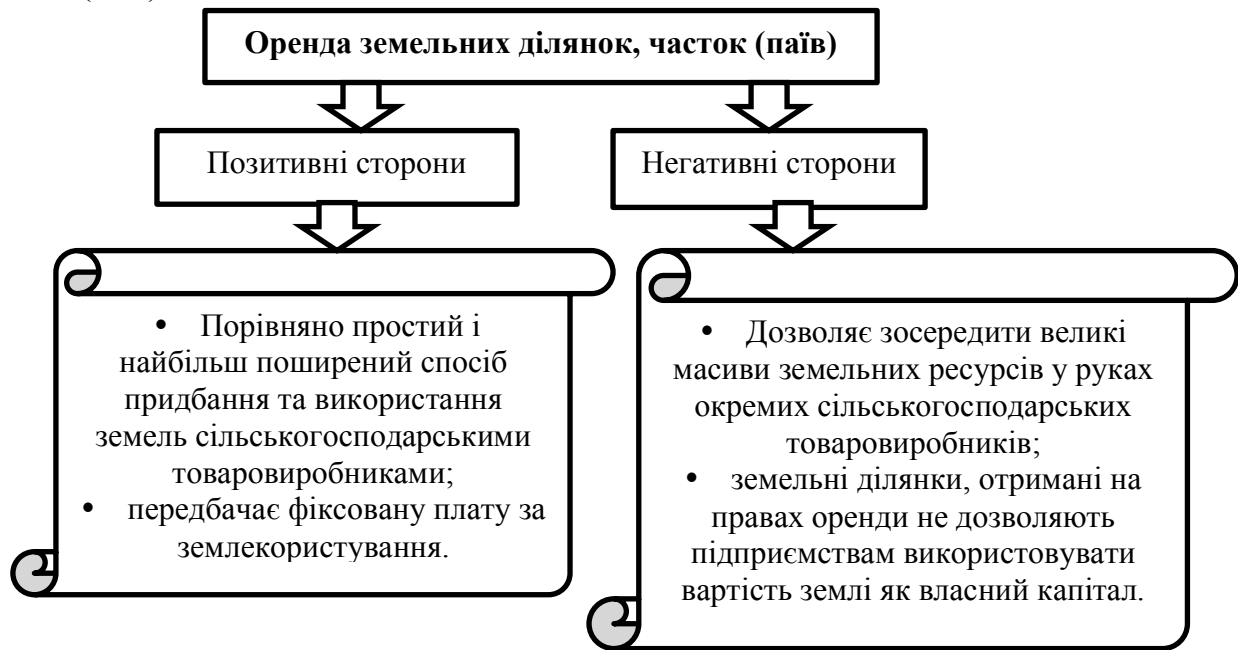 Оренда земельних ділянок, часток (паїв)
Позитивні сторони
Негативні сторони
• Порівняно простий і
найбільш поширений спосіб
придбання та використання
земель сільськогосподарськими
товаровиробниками;
• передбачає фіксовану плату за
землекористування.
• Дозволяє зосередити великі
масиви земельних ресурсів у руках
окремих сільськогосподарських
товаровиробників;
• земельні ділянки, отримані на
правах оренди не дозволяють
підприємствам використовувати
вартість землі як власний капітал.